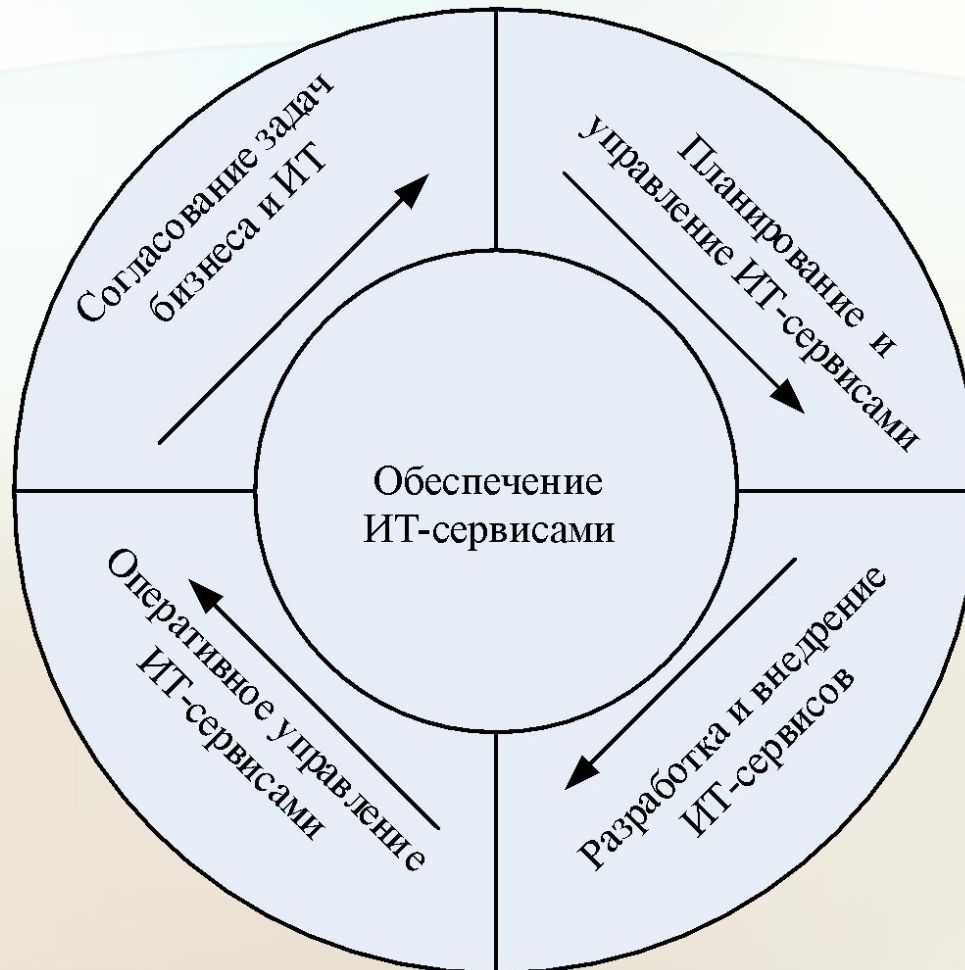 Согласование задач
бизнеса и ИТ
Планирование и
управление ИТ-сервисами
Обеспечение
ИТ-сервисами
Оперативное управление
ИТ-сервисами
Разработка и внедрение
ИТ-сервисов